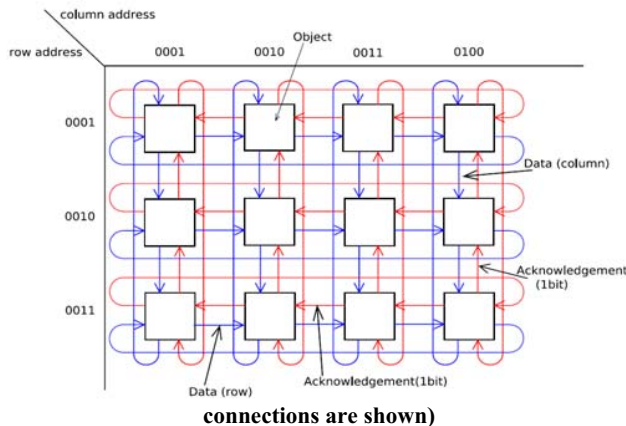 column address
Object
row address
0001 0010 0011 0100
0001
Data (column)
0010
Acknowledgement
(1bit)
0011
Data (row)
Acknowledgement(1bit)
connections are shown)